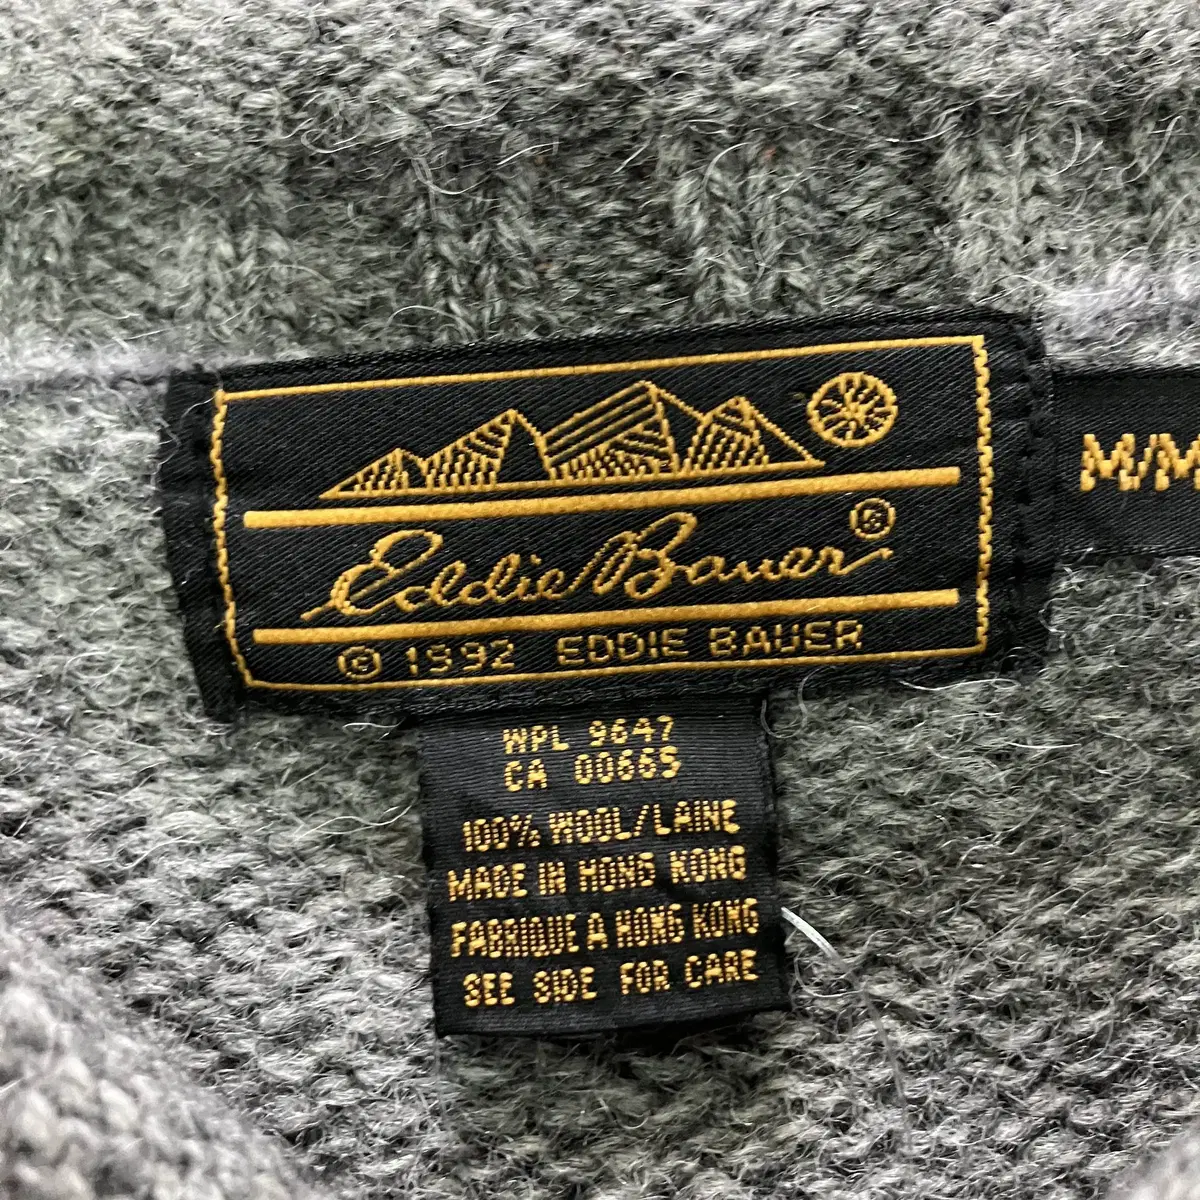 Eddie Bauer®
© 1992 EDDIE BAUER
M/M
WPL 9647
CA 00665
100% WOOL/LAINE
MADE IN HONG KONG
FABRIQUE A HONG KONG
SEE SIDE FOR CARE